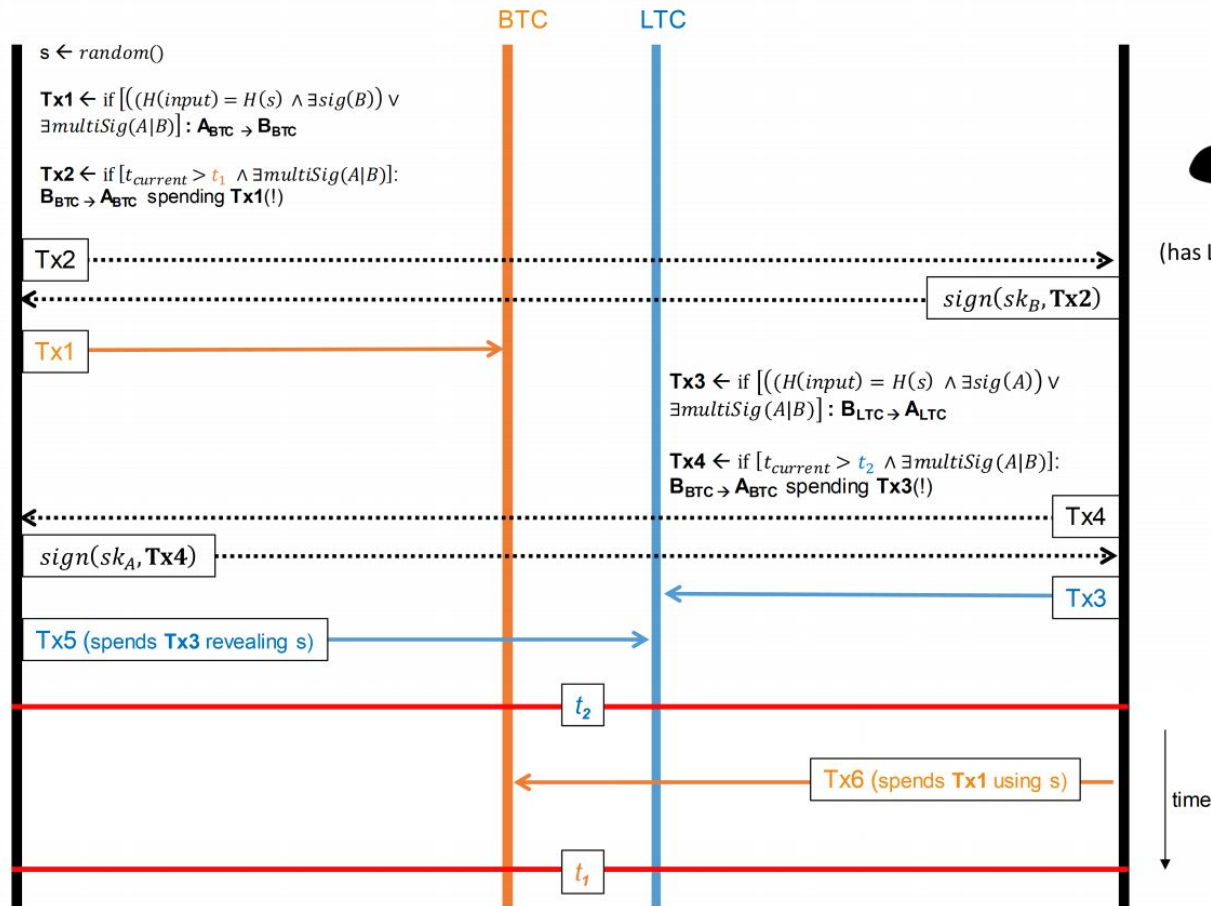 BTC LTC
s ← random()
Tx1 ← if [((H(input) = H(s) ∧ ∃sig(B)) ∨
∃multiSig(A|B)] : A_BTC → B_BTC
Tx2 ← if [t_current > t_1 ∧ ∃multiSig(A|B)]:
B_BTC → A_BTC spending Tx1(!)
Tx2
(has L
sign(sk_B, Tx2)
Tx1
Tx3 ← if [((H(input) = H(s) ∧ ∃sig(A)) ∨
∃multiSig(A|B)] : B_LTC → A_LTC
Tx4 ← if [t_current > t_2 ∧ ∃multiSig(A|B)]:
B_BTC → A_BTC spending Tx3(!)
Tx4
sign(sk_A, Tx4)
Tx3
Tx5 (spends Tx3 revealing s)
t_2
Tx6 (spends Tx1 using s)
time
t_1